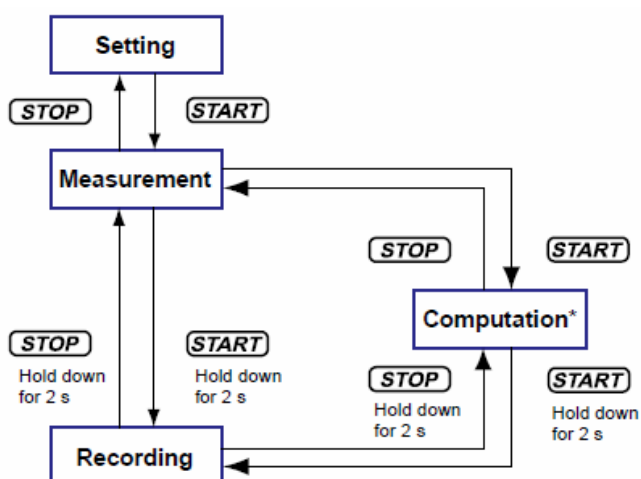 Setting
STOP
START
Measurement
STOP
START
Computation*
STOP
Hold down
for 2 s
START
Hold down
for 2 s
STOP
Hold down
for 2 s
START
Hold down
for 2 s
Recording